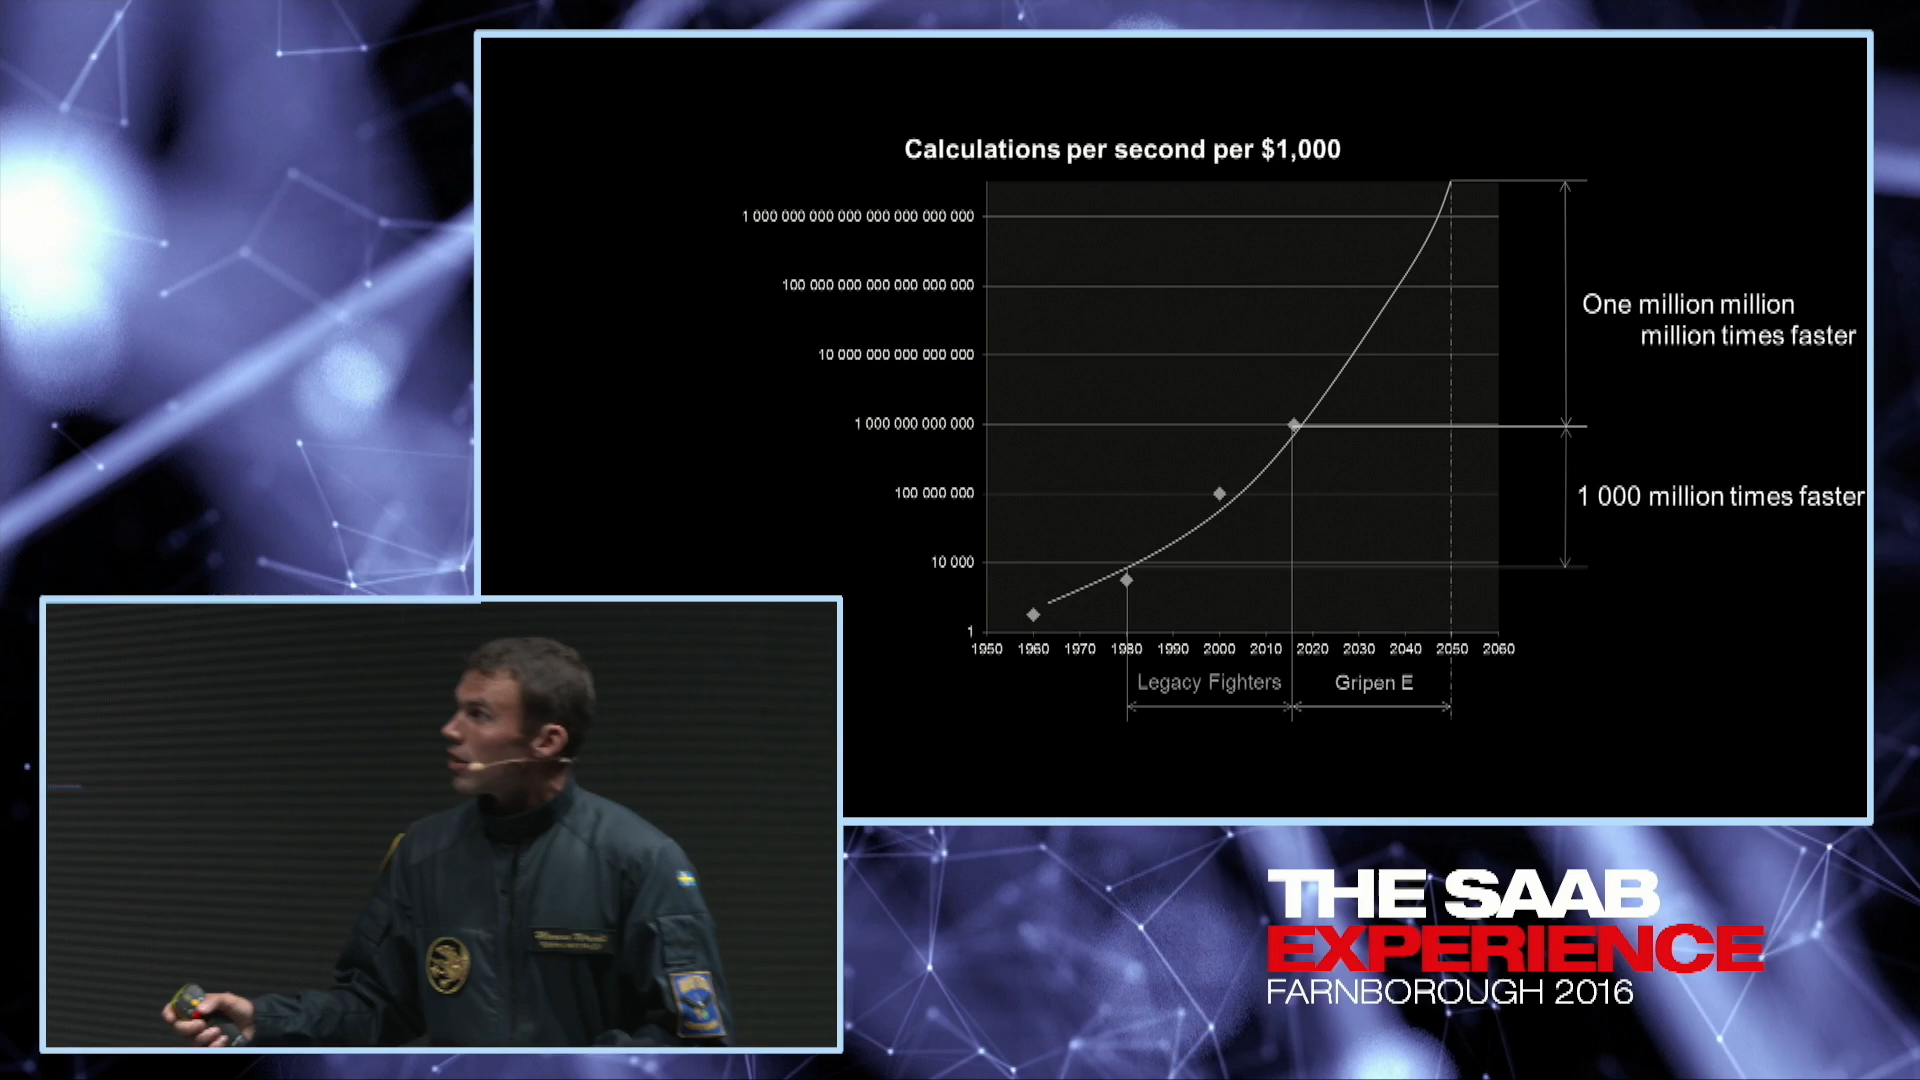 Calculations per second per $1,000
1 000 000 000 000 000 000 000 000
100 000 000 000 000 000 000
10 000 000 000 000 000
1 000 000 000 000
100 000 000
10 000
1
1950 1960 1970 1980 1990 2000 2010 2020 2030 2040 2050 2060
Legacy Fighters
Gripen E
One million million
million times faster
1 000 million times faster
THE SAAB
EXPERIENCE
FARNBOROUGH 2016